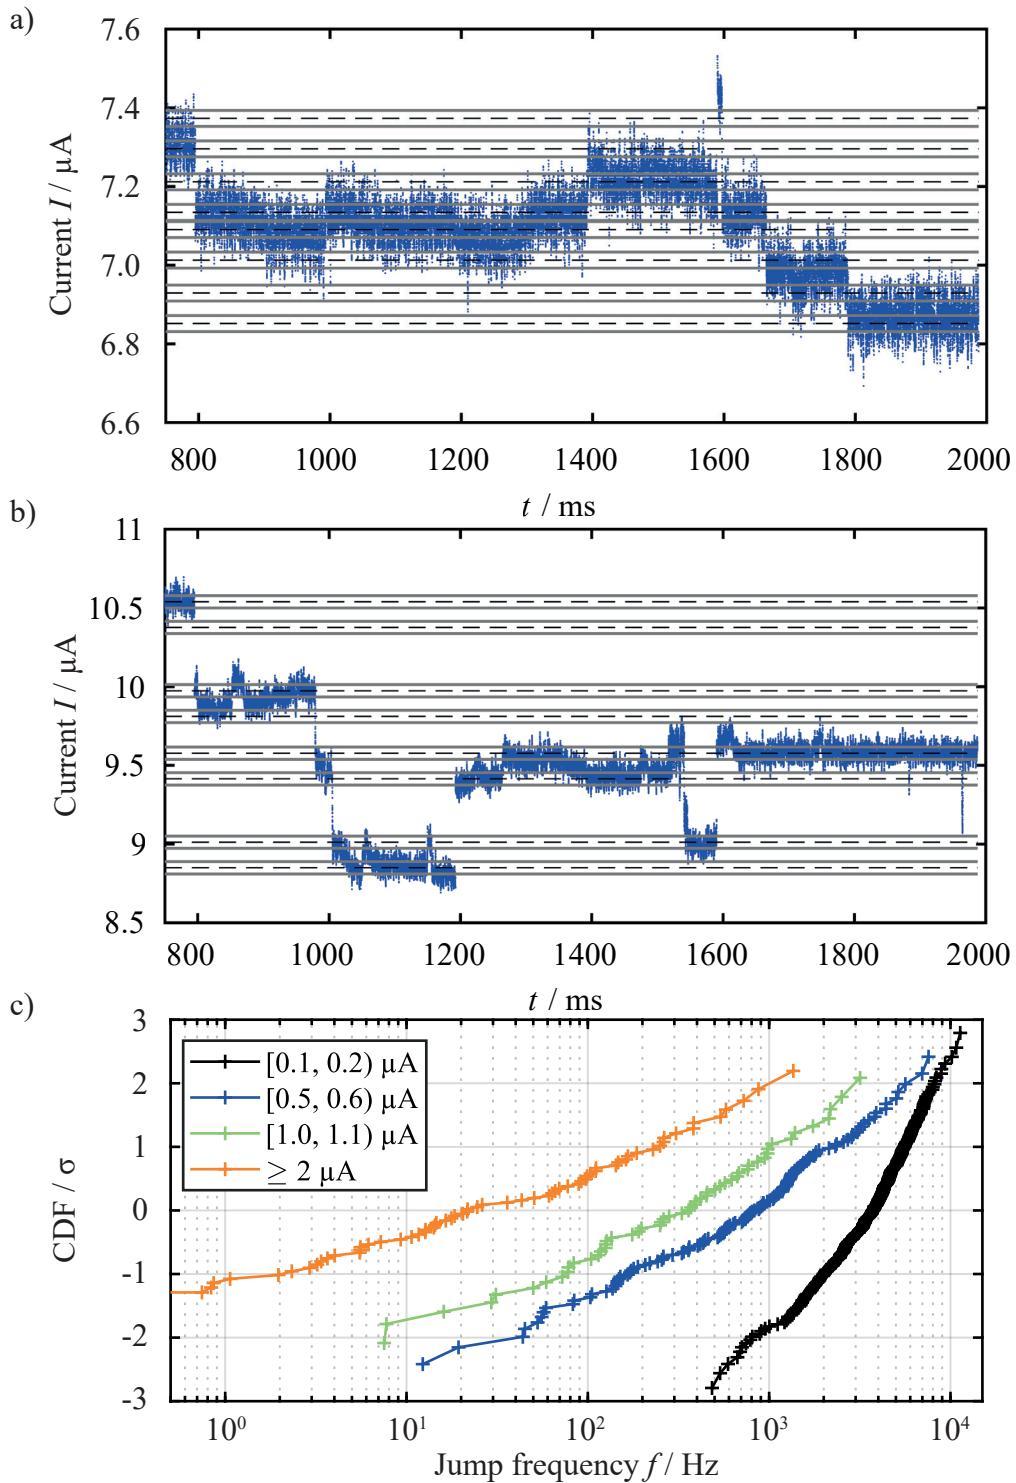 a)
7.6
7.4
7.2
7.0
6.8
6.6
Current I / µA
800 1000 1200 1400 1600 1800 2000
t / ms
b)
11
10.5
10
9.5
9
8.5
Current I / µA
800 1000 1200 1400 1600 1800 2000
t / ms
c)
3
2
1
0
-1
-2
-3
CDF / σ
[0.1, 0.2) µA
[0.5, 0.6) µA
[1.0, 1.1) µA
≥ 2 µA
10⁰ 10¹ 10² 10³ 10⁴
Jump frequency f / Hz